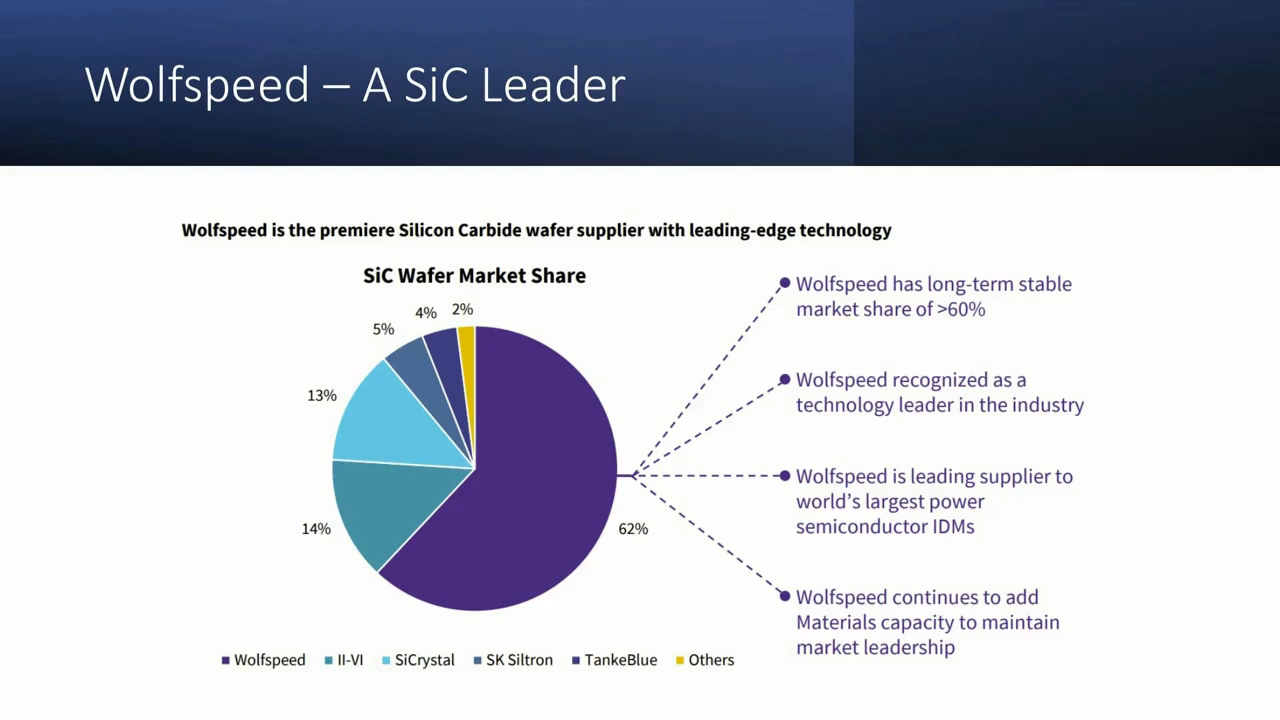 Wolfspeed – A SiC Leader
Wolfspeed is the premiere Silicon Carbide wafer supplier with leading-edge technology
SiC Wafer Market Share
2%
4%
5%
13%
14%
62%
Wolfspeed II-VI SiCrystal SK Siltron TankeBlue Others
Wolfspeed has long-term stable
market share of >60%
Wolfspeed recognized as a
technology leader in the industry
Wolfspeed is leading supplier to
world’s largest power
semiconductor IDMs
Wolfspeed continues to add
Materials capacity to maintain
market leadership